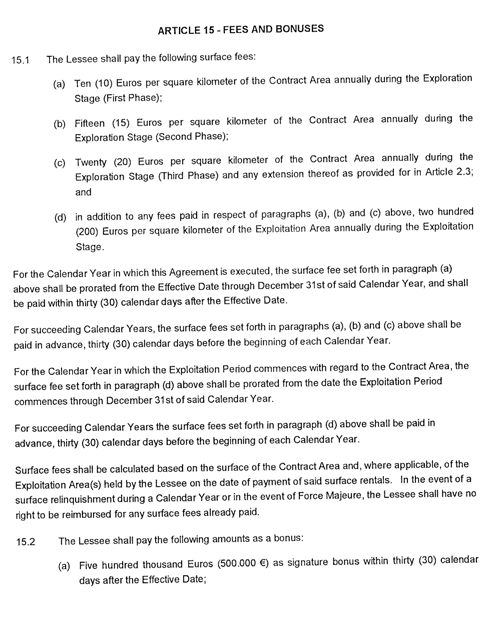 ARTICLE 15 - FEES AND BONUSES
15.1 The Lessee shall pay the following surface fees:
(a) Ten (10) Euros per square kilometer of the Contract Area annually during the Exploration
Stage (First Phase);
(b) Fifteen (15) Euros per square kilometer of the Contract Area annually during the
Exploration Stage (Second Phase);
(c) Twenty (20) Euros per square kilometer of the Contract Area annually during the
Exploration Stage (Third Phase) and any extension thereof as provided for in Article 2.3;
and
(d) in addition to any fees paid in respect of paragraphs (a), (b) and (c) above, two hundred
(200) Euros per square kilometer of the Exploitation Area annually during the Exploitation
Stage.
For the Calendar Year in which this Agreement is executed, the surface fee set forth in paragraph (a)
above shall be prorated from the Effective Date through December 31st of said Calendar Year, and shall
be paid within thirty (30) calendar days after the Effective Date.
For succeeding Calendar Years, the surface fees set forth in paragraphs (a), (b) and (c) above shall be
paid in advance, thirty (30) calendar days before the beginning of each Calendar Year.
For the Calendar Year in which the Exploitation Period commences with regard to the Contract Area, the
surface fee set forth in paragraph (d) above shall be prorated from the date the Exploitation Period
commences through December 31st of said Calendar Year.
For succeeding Calendar Years the surface fees set forth in paragraph (d) above shall be paid in
advance, thirty (30) calendar days before the beginning of each Calendar Year.
Surface fees shall be calculated based on the surface of the Contract Area and, where applicable, of the
Exploitation Area(s) held by the Lessee on the date of payment of said surface rentals. In the event of a
surface relinquishment during a Calendar Year or in the event of Force Majeure, the Lessee shall have no
right to be reimbursed for any surface fees already paid.
15.2 The Lessee shall pay the following amounts as a bonus:
(a) Five hundred thousand Euros (500.000 €) as signature bonus within thirty (30) calendar
days after the Effective Date;